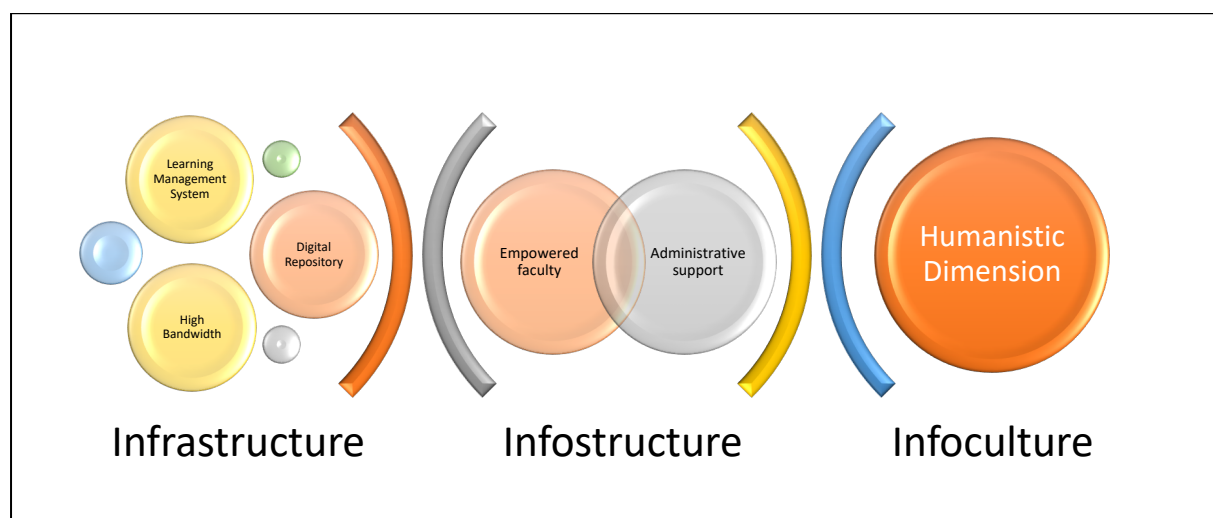 Learning
Management
System
Digital
Repository
High
Bandwidth
Infrastructure
Empowered
faculty
Administrative
support
Infostructure
Humanistic
Dimension
Infoculture